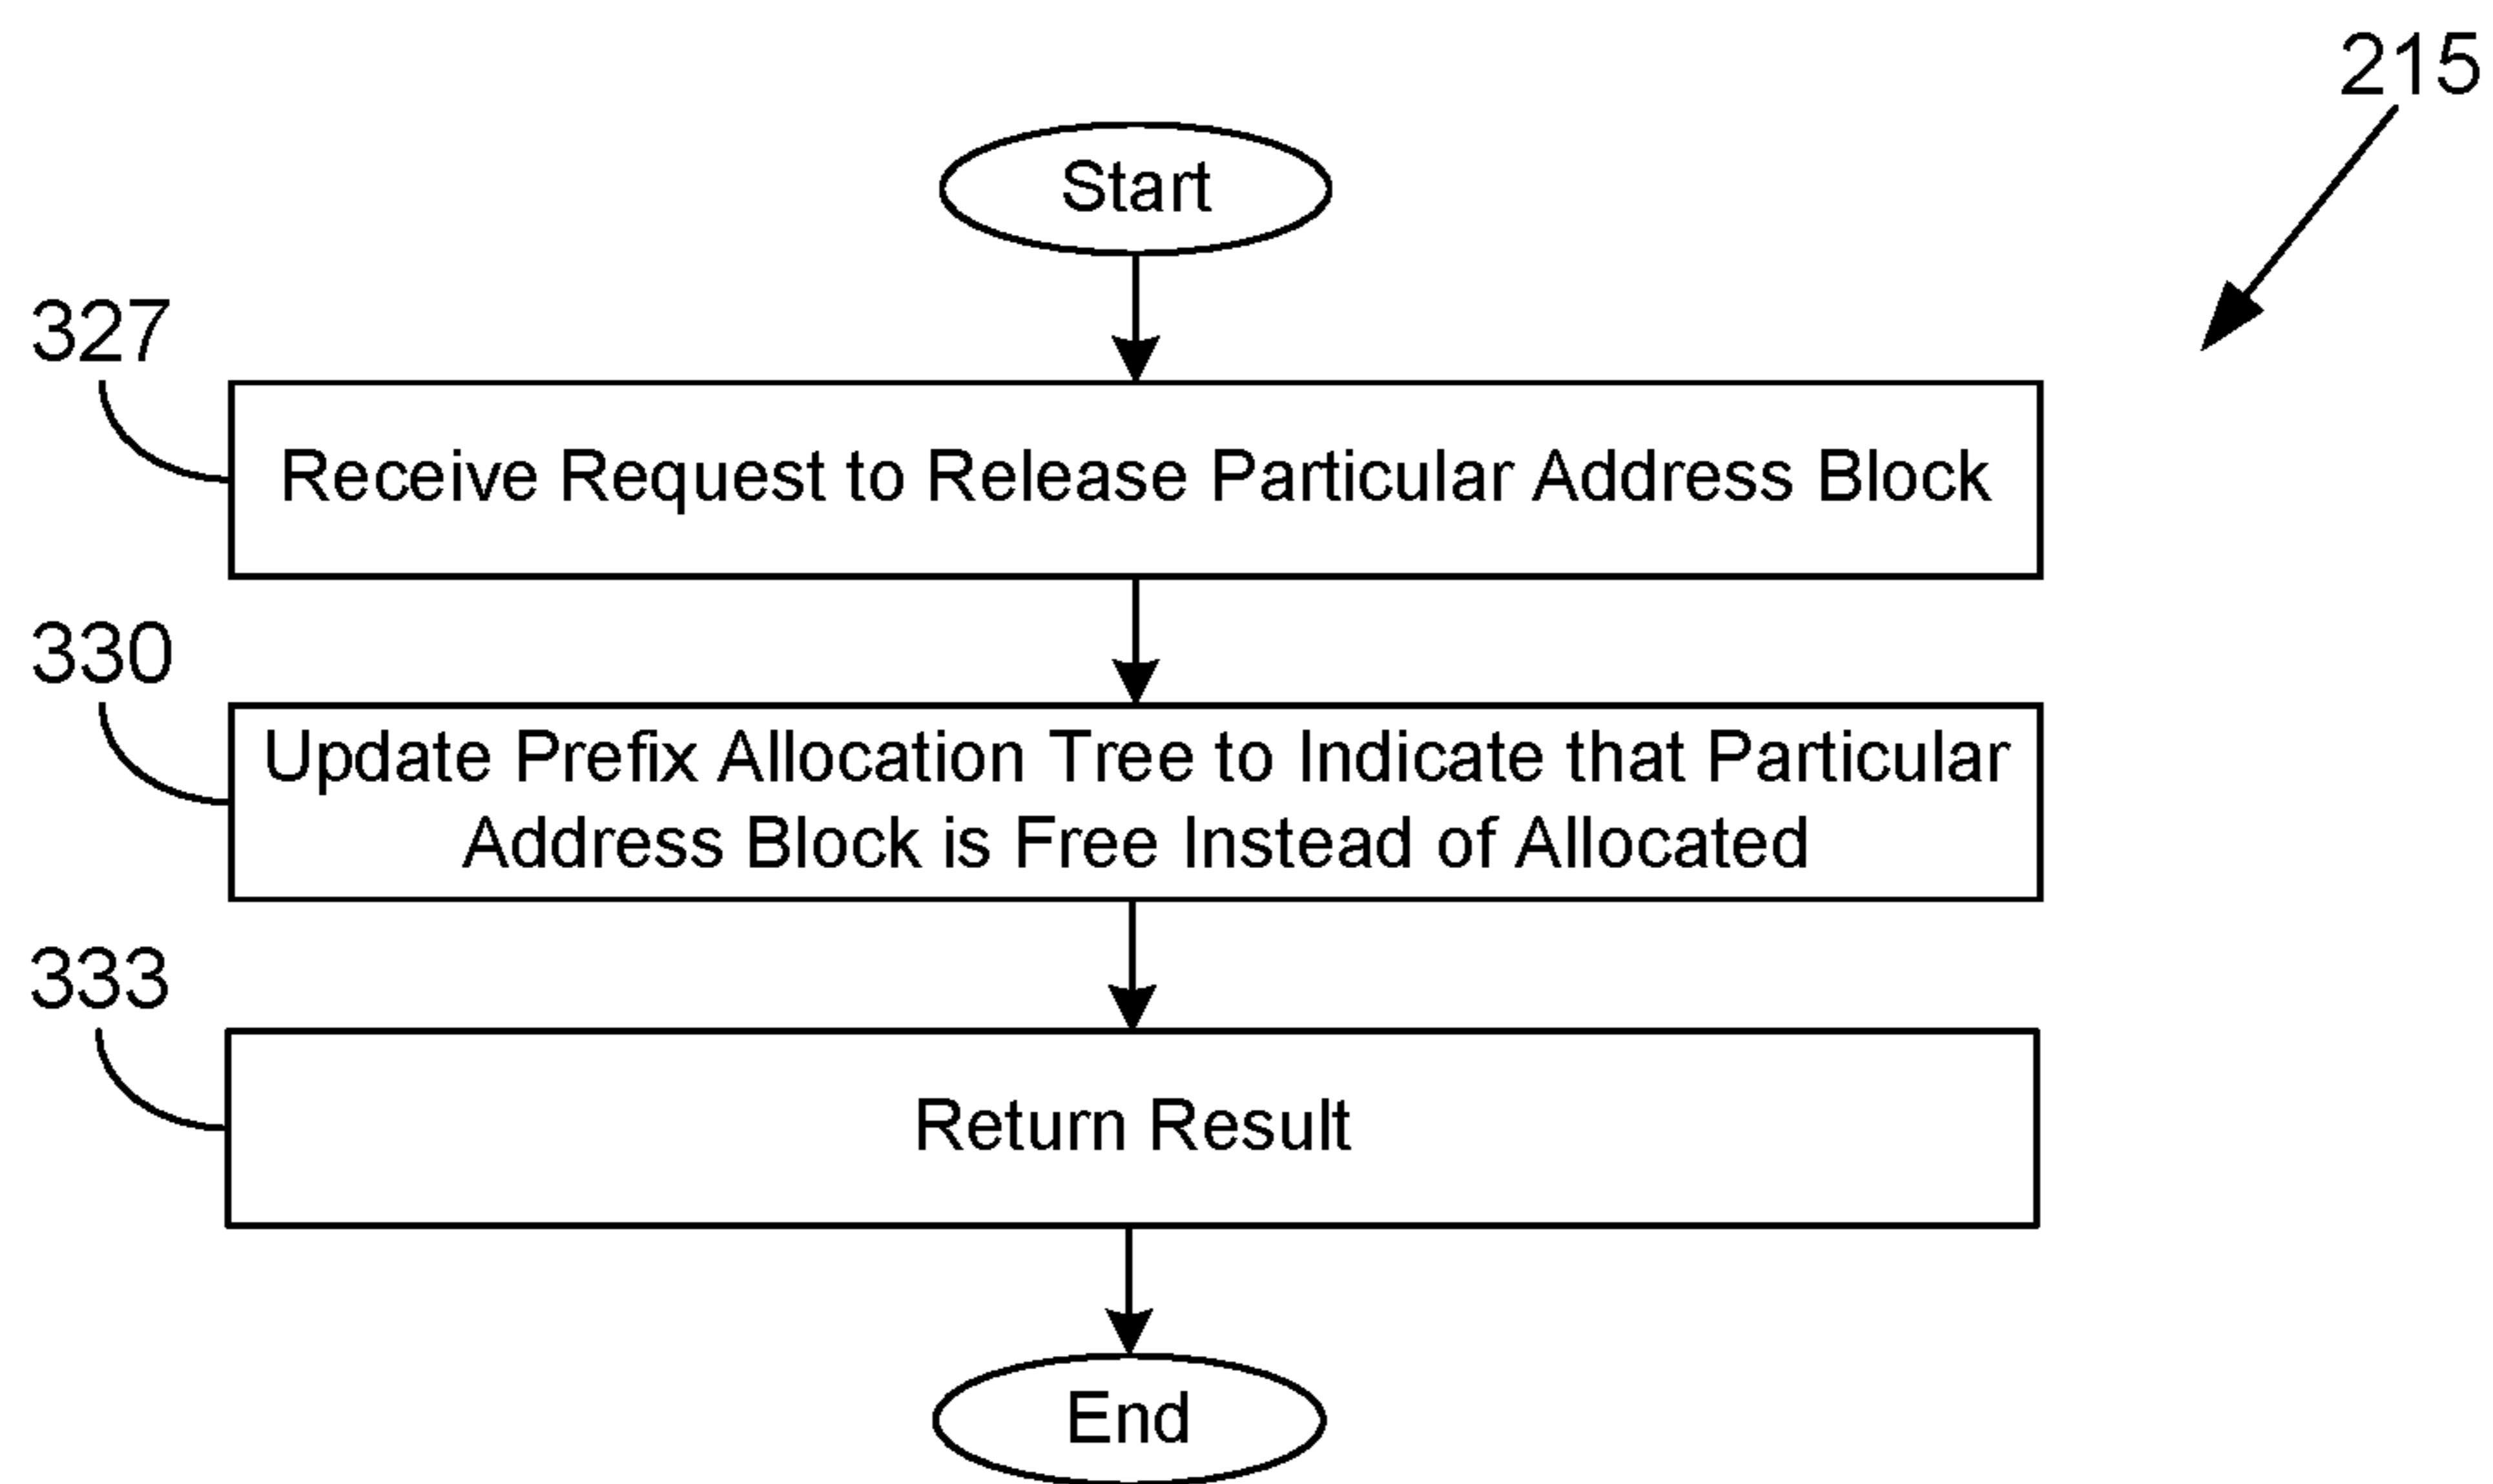 215
Start
327
Receive Request to Release Particular Address Block
330
Update Prefix Allocation Tree to Indicate that Particular
Address Block is Free Instead of Allocated
333
Return Result
End